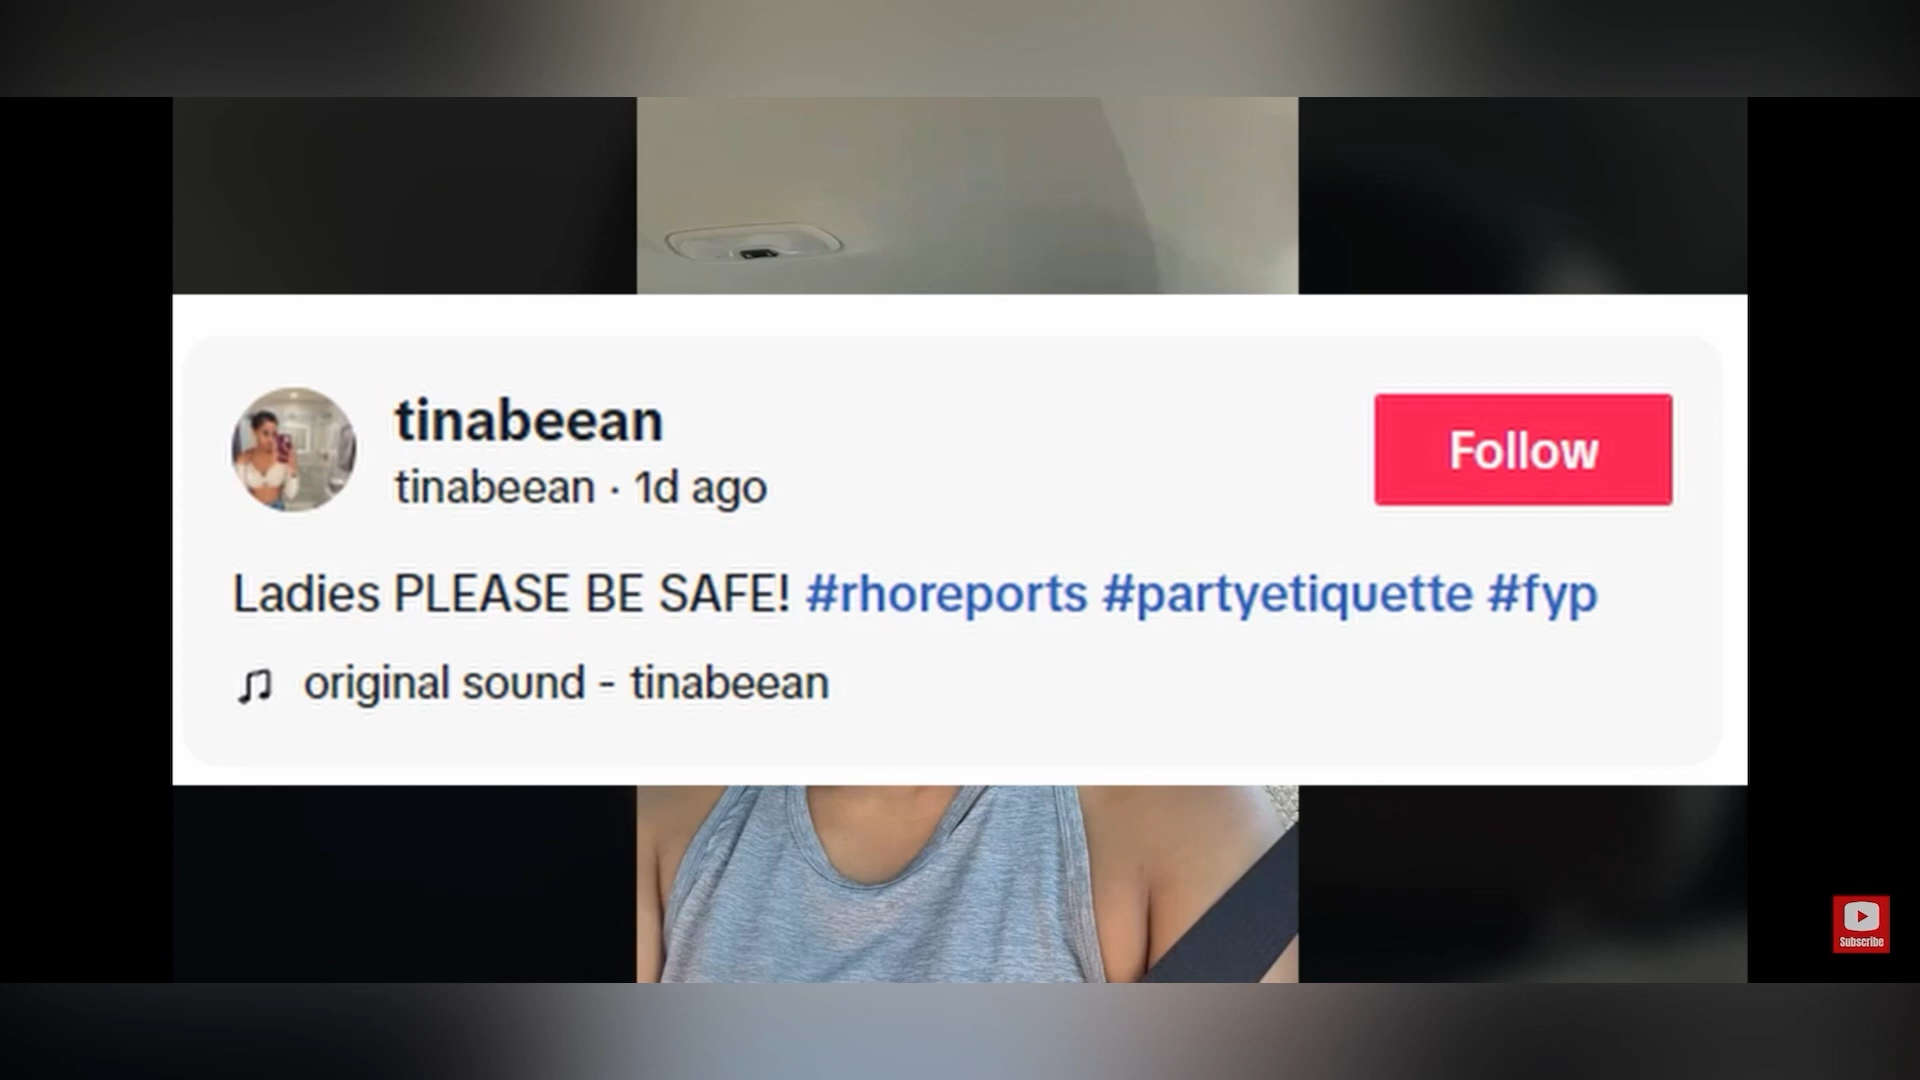 tinabeean
tinabeean · 1d ago
Follow
Ladies PLEASE BE SAFE! #rhoreports #partyetiquette #fyp
original sound - tinabeean
Subscribe